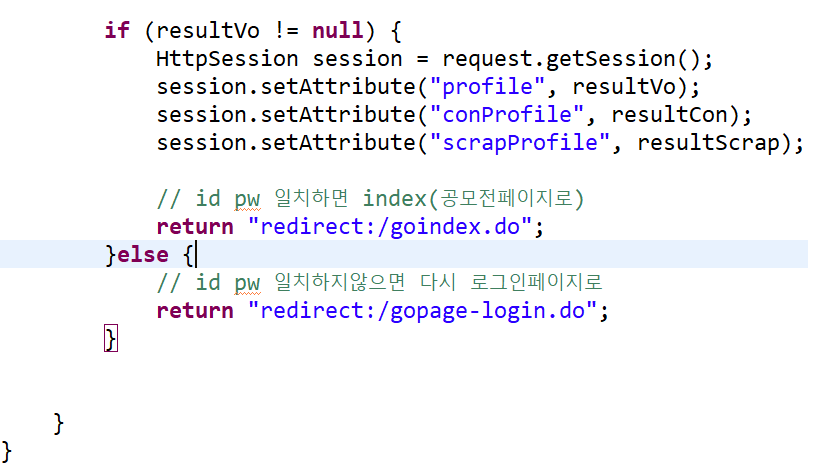 if (resultVo != null) {
HttpSession session = request.getSession();
session.setAttribute("profile", resultVo);
session.setAttribute("conProfile", resultCon);
session.setAttribute("scrapProfile", resultScrap);
// id pw 일치하면 index(공모전페이지로)
return "redirect:/goindex.do";
}else {
// id pw 일치하지않으면 다시 로그인페이지로
return "redirect:/gopage-login.do";
}
}
}